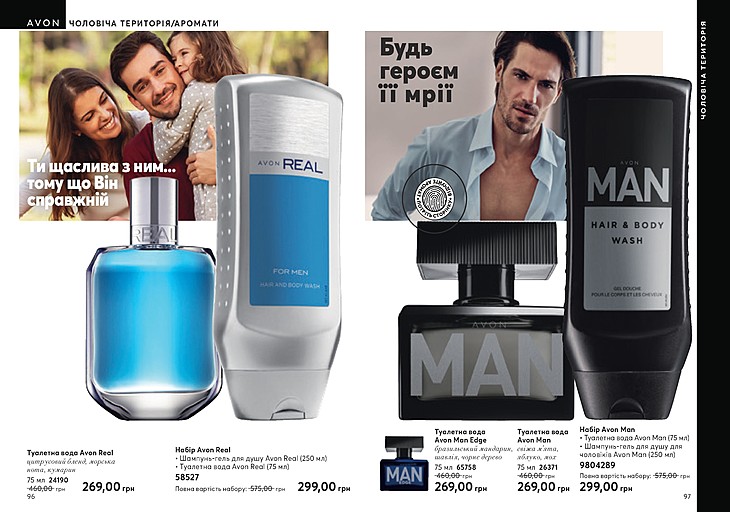 AVON ЧОЛОВІЧА ТЕРИТОРІЯ/АРОМАТИ
Ти щаслива з ним...
тому що Він
справжній
REAL
AVON REAL
FOR MEN
HAIR AND BODY WASH
Туалетна вода Avon Real
цитрусовий бленд, морська
нота, кумарин
75 мл 24190
460,00 грн
269,00 грн
96
Набір Avon Real
• Шампунь-гель для душу Avon Real (250 мл)
• Туалетна вода Avon Real (75 мл)
58527
Повна вартість набору: 575,00 грн
299,00 грн
Будь
героєм
її мрії
ЧОЛОВІЧА ТЕРИТОРІЯ
AVON
MAN
HAIR & BODY
WASH
GEL DOUCHE
POUR LE CORPS ET LES CHEVEUX
AVON
MAN
MAN
EDGE
Туалетна вода
Avon Man Edge
бразильський мандарин,
шавлія, чорне дерево
75 мл 65758
460,00 грн
269,00 грн
Туалетна вода
Avon Man
свіжа м'ята,
яблуко, мох
75 мл 26371
460,00 грн
269,00 грн
Набір Avon Man
• Туалетна вода Avon Man (75 мл)
• Шампунь-гель для душу для
чоловіків Avon Man (250 мл)
9804289
Повна вартість набору: 575,00 грн
299,00 грн
97